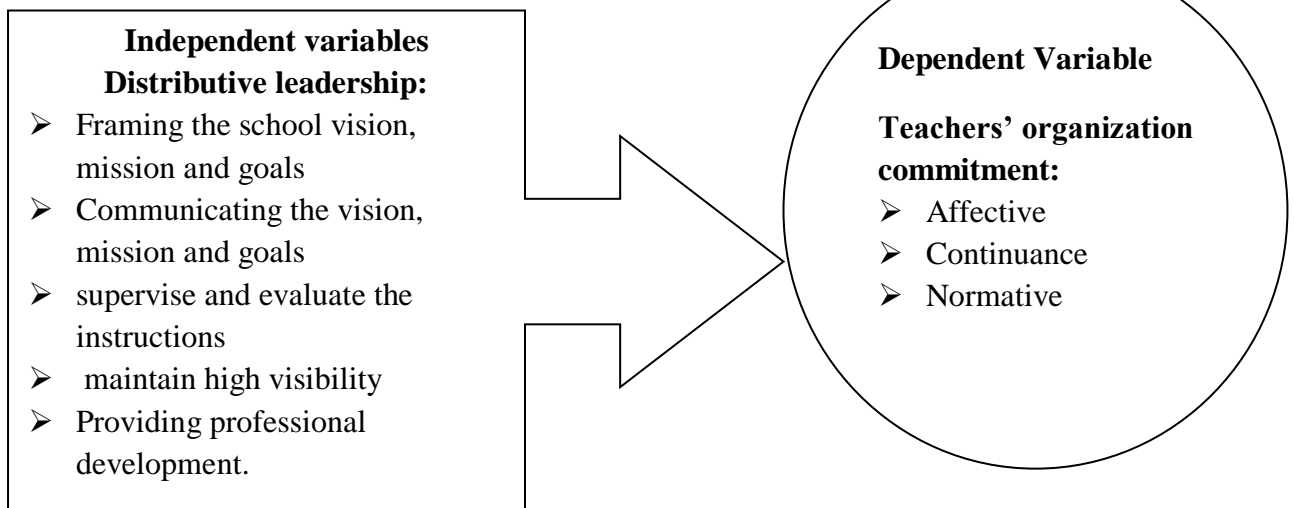 Independent variables
Distributive leadership:
➢ Framing the school vision,
mission and goals
➢ Communicating the vision,
mission and goals
➢ supervise and evaluate the
instructions
➢ maintain high visibility
➢ Providing professional
development.
Dependent Variable
Teachers’ organization
commitment:
➢ Affective
➢ Continuance
➢ Normative